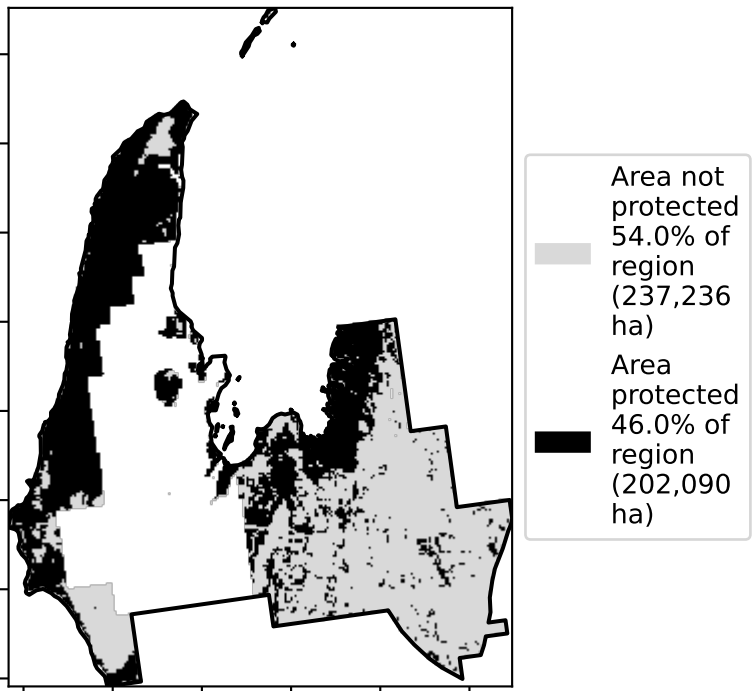 Area not
protected
54.0% of
region
(237,236
ha)
Area
protected
46.0% of
region
(202,090
ha)